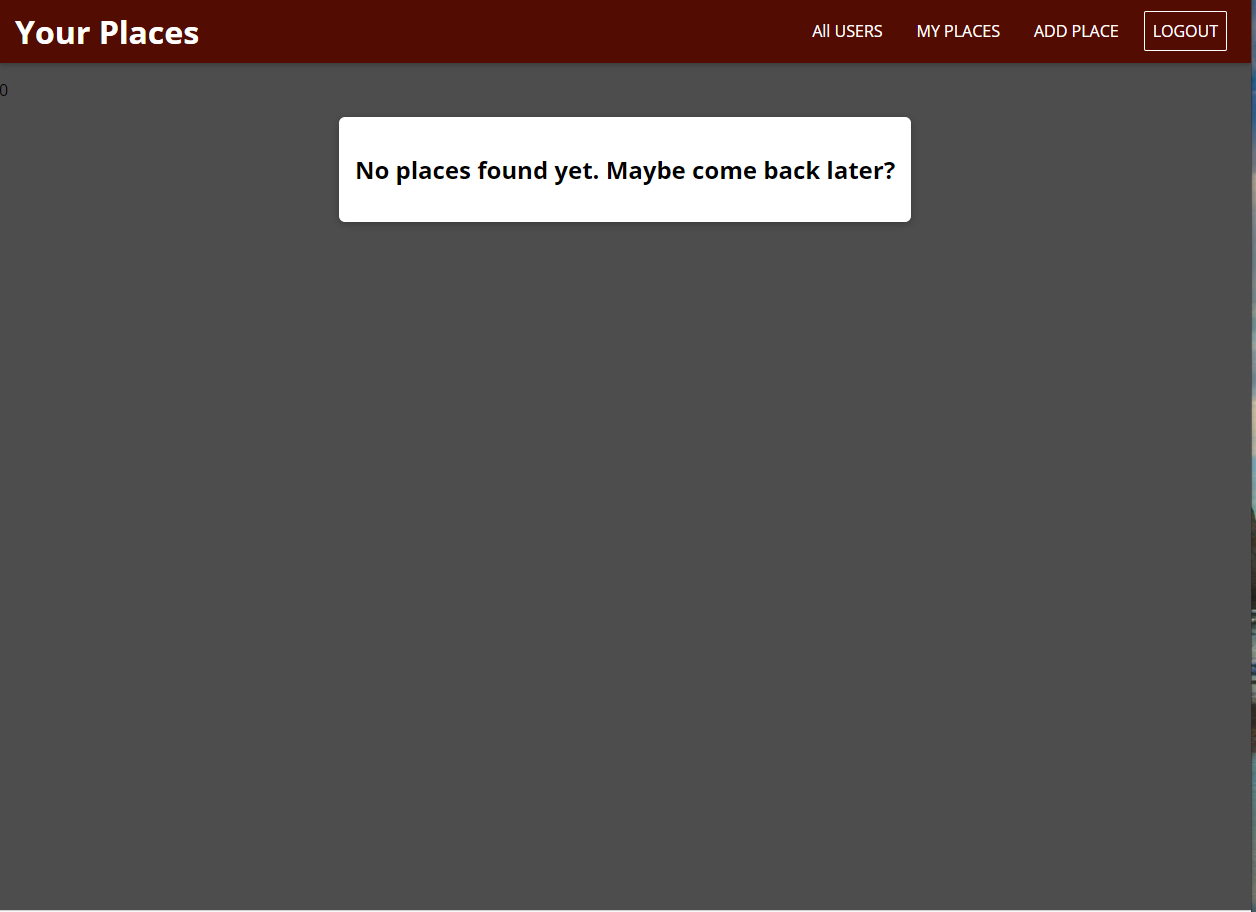 Your Places
All USERS MY PLACES ADD PLACE LOGOUT
0
No places found yet. Maybe come back later?